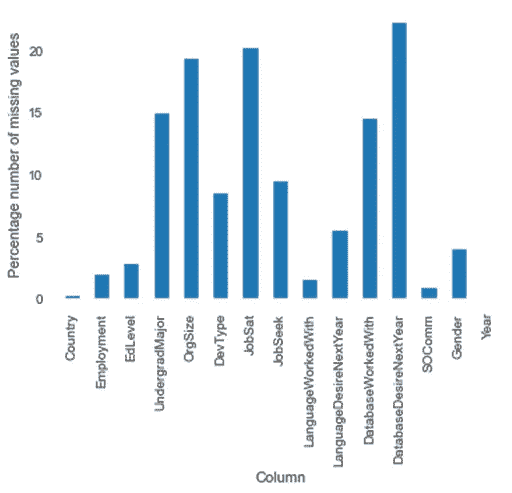 Percentage number of missing values
20
15
10
5
0
Country
Employment
EdLevel
UndergradMajor
OrgSize
DevType
JobSat
JobSeek
LanguageWorkedWith
LanguageDesireNextYear
DatabaseWorkedWith
DatabaseDesireNextYear
SOComm
Gender
Year
Column